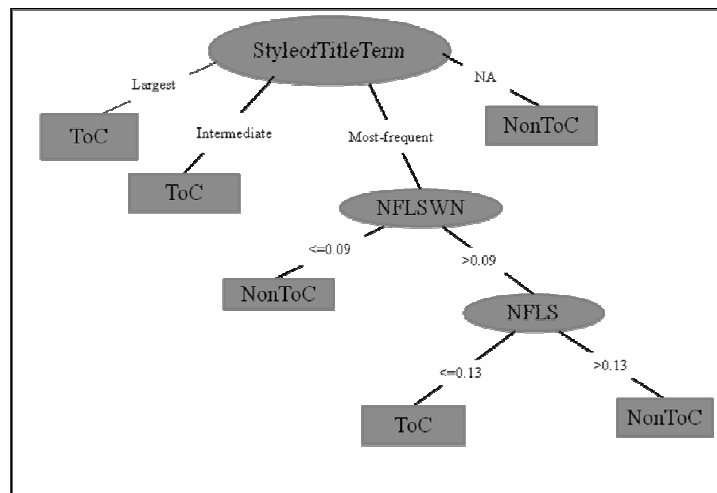 StyleofTitleTerm
Largest
NA
ToC
Intermediate
Most-frequent
NonToC
ToC
NFLSWN
<=0.09
>0.09
NonToC
NFLS
<=0.13
>0.13
ToC
NonToC